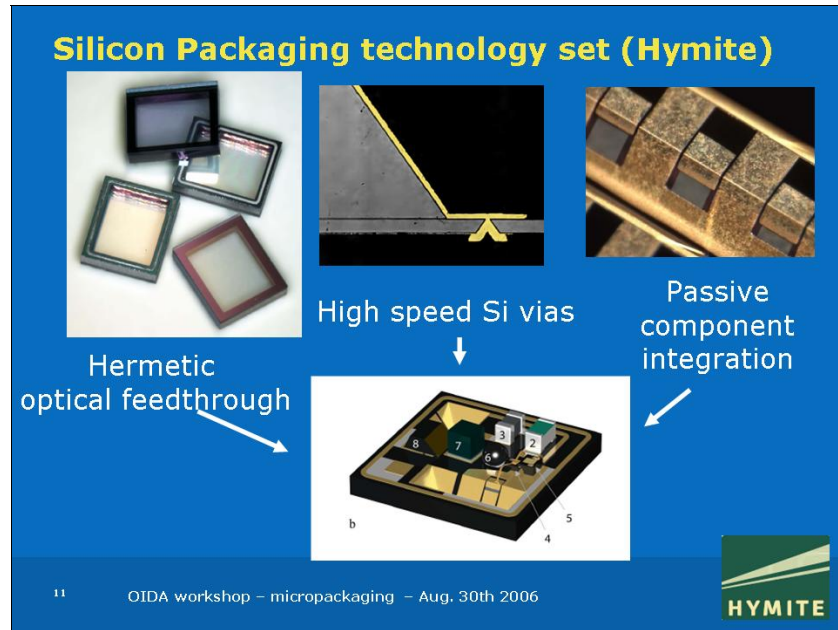 Silicon Packaging technology set (Hymite)
High speed Si vias
Passive
component
integration
Hermetic
optical feedthrough
8
7
3
2
6
5
4
b
11
OIDA workshop – micropackaging – Aug. 30th 2006
HYMITE